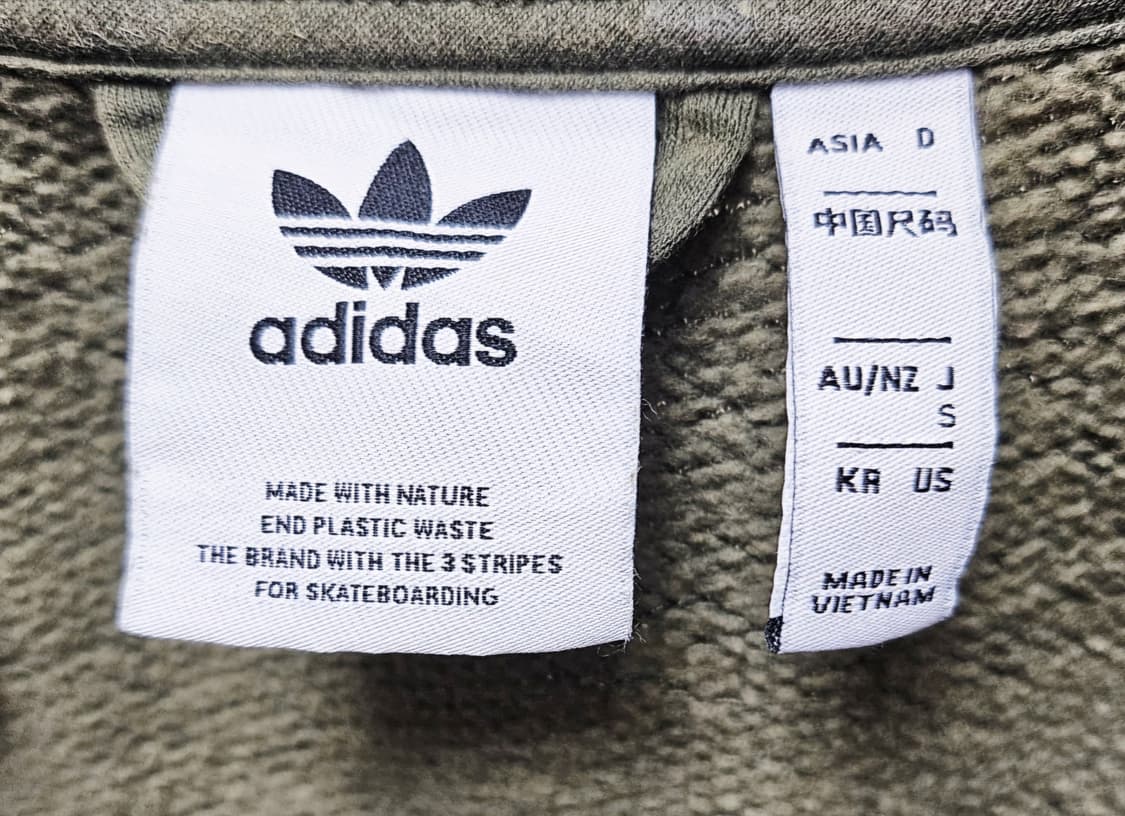 adidas
MADE WITH NATURE
END PLASTIC WASTE
THE BRAND WITH THE 3 STRIPES
FOR SKATEBOARDING
ASIA D
中国尺码
AU/NZ J
S
KR US
MADE IN
VIETNAM